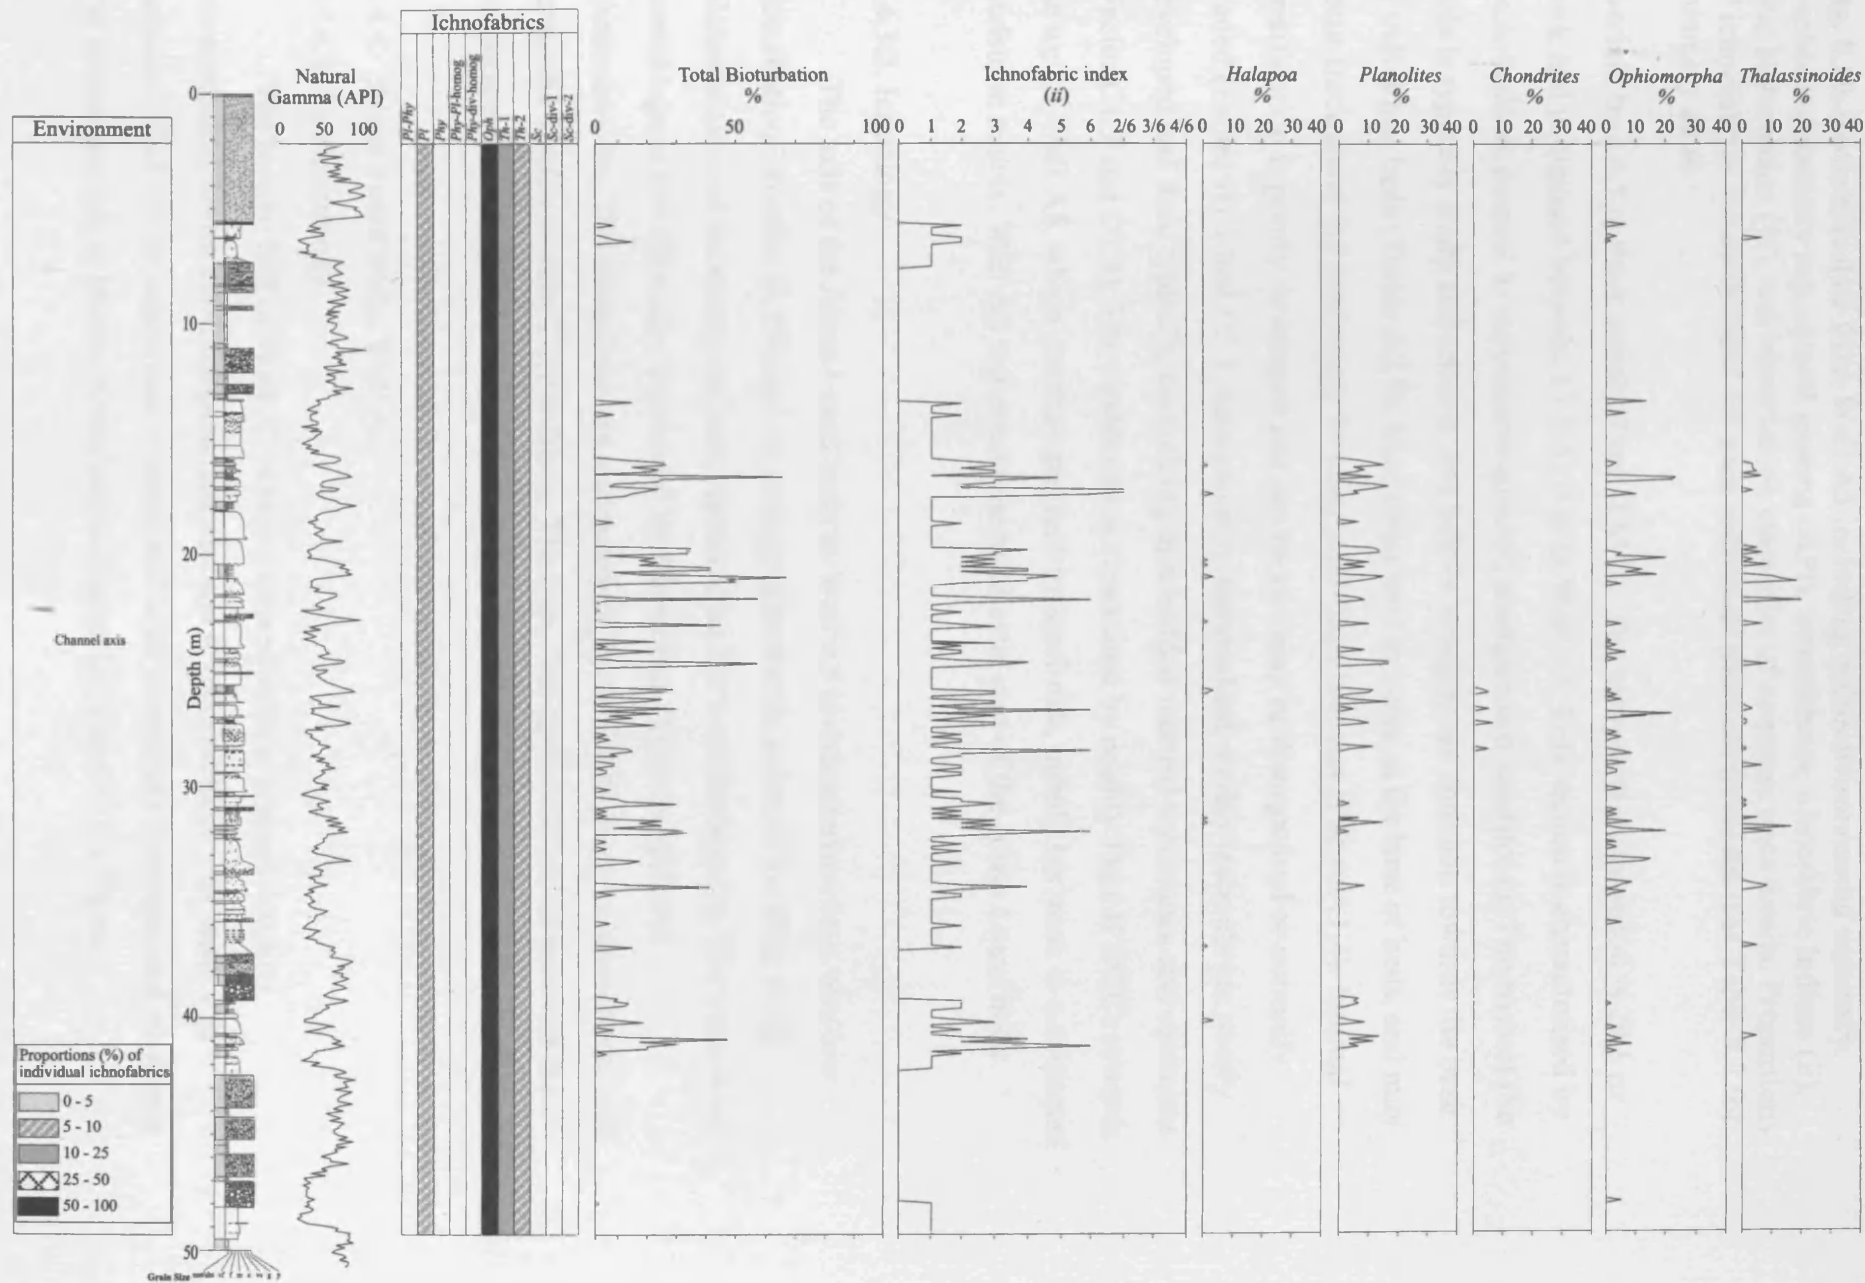 Ichnofabrics
Natural
Gamma (API)
0 50 100
Pl-Phy
Pl
Phy
Phy-Pl-homog
Phy-div-homog
Oph
Th-1
Th-2
Sc
Sc-div-1
Sc-div-2
Total Bioturbation
%
0 50 100
Ichnofabric index
(ii)
0 1 2 3 4 5 6 2/6 3/6 4/6
Halapoa
%
0 10 20 30 40
Planolites
%
0 10 20 30 40
Chondrites
%
0 10 20 30 40
Ophiomorpha
%
0 10 20 30 40
Thalassinoides
%
0 10 20 30 40
Environment
Channel axis
Depth (m)
0
10
20
30
40
50
Proportions (%) of
individual ichnofabrics
0 - 5
5 - 10
10 - 25
25 - 50
50 - 100
Grain Size